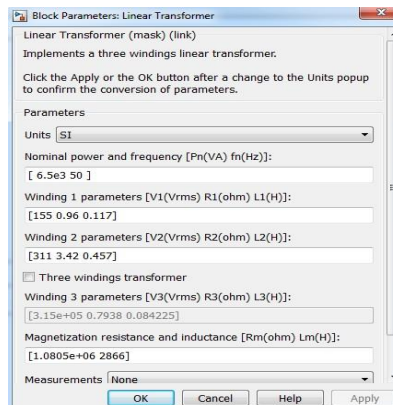 Block Parameters: Linear Transformer
Linear Transformer (mask) (link)
Implements a three windings linear transformer.
Click the Apply or the OK button after a change to the Units popup
to confirm the conversion of parameters.
Parameters
Units SI
Nominal power and frequency [Pn(VA) fn(Hz)]:
[ 6.5e3 50 ]
Winding 1 parameters [V1(Vrms) R1(ohm) L1(H)]:
[155 0.96 0.117]
Winding 2 parameters [V2(Vrms) R2(ohm) L2(H)]:
[311 3.42 0.457]
Three windings transformer
Winding 3 parameters [V3(Vrms) R3(ohm) L3(H)]:
[3.15e+05 0.7938 0.084225]
Magnetization resistance and inductance [Rm(ohm) Lm(H)]:
[1.0805e+06 2866]
Measurements None
OK Cancel Help Apply